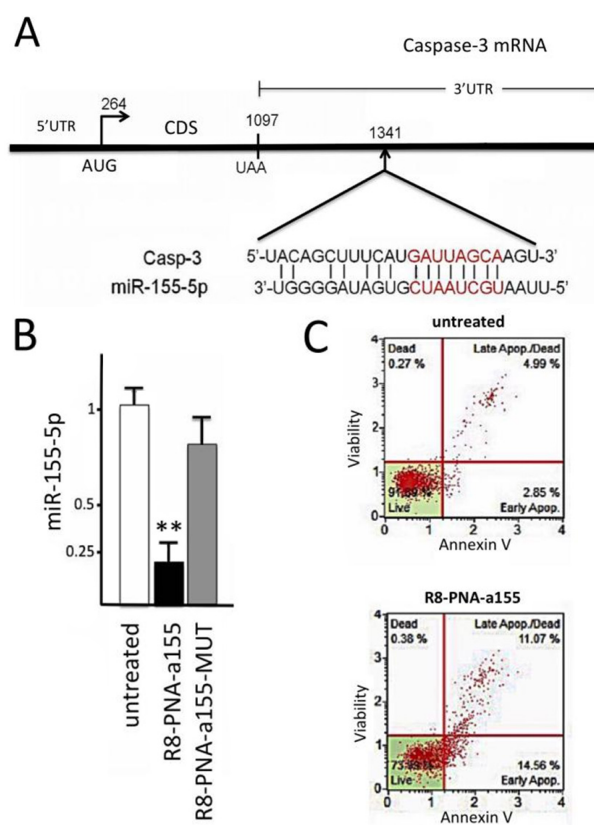 A
Caspase-3 mRNA
3'UTR
264
5'UTR
CDS
1097
1341
AUG
UAA
Casp-3
5'-UACAGCUUUCAUGAUUAGCAAGU-3'
miR-155-5p
3'-UGGGGAUAGUGCUAAUCGUAAUU-5'
B
miR-155-5p
1
0.5
0.25
**
untreated
R8-PNA-a155
R8-PNA-a155-MUT
C
untreated
Viability
4
3
2
1
0
Dead
0.27 %
Late Apop./Dead
4.99 %
Live
2.85 %
Early Apop.
0 1 2 3 4
Annexin V
R8-PNA-a155
Viability
4
3
2
1
0
Dead
0.38 %
Late Apop./Dead
11.07 %
Live
14.56 %
Early Apop.
0 1 2 3 4
Annexin V